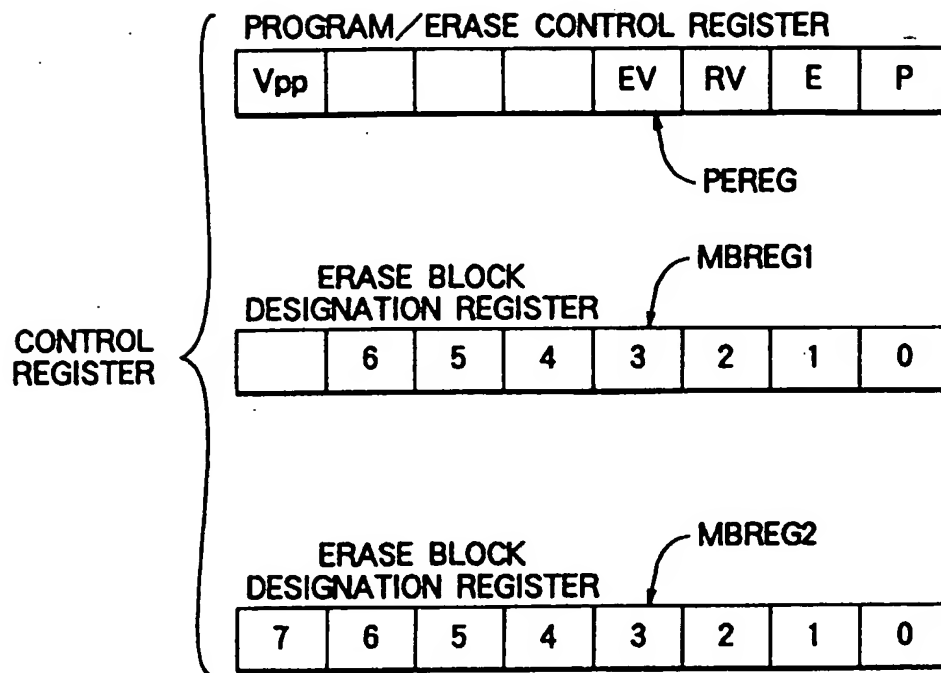 PROGRAM/ERASE CONTROL REGISTER
Vpp EV RV E P
PEREG
MBREG1
ERASE BLOCK
DESIGNATION REGISTER
CONTROL
REGISTER
6 5 4 3 2 1 0
MBREG2
ERASE BLOCK
DESIGNATION REGISTER
7 6 5 4 3 2 1 0